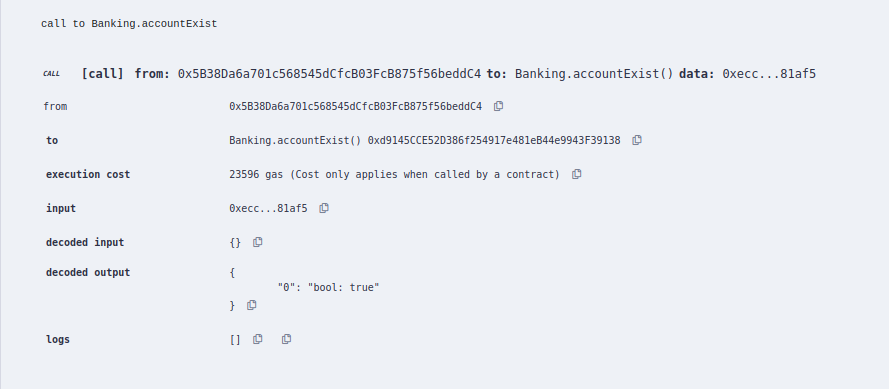 call to Banking.accountExist
CALL [call] from: 0x5B38Da6a701c568545dCfcB03FcB875f56beddC4 to: Banking.accountExist() data: 0xecc...81af5
from 0x5B38Da6a701c568545dCfcB03FcB875f56beddC4
to Banking.accountExist() 0xd9145CCE52D386f254917e481eB44e9943F39138
execution cost 23596 gas (Cost only applies when called by a contract)
input 0xecc...81af5
decoded input {}
decoded output {
"0": "bool: true"
}
logs []